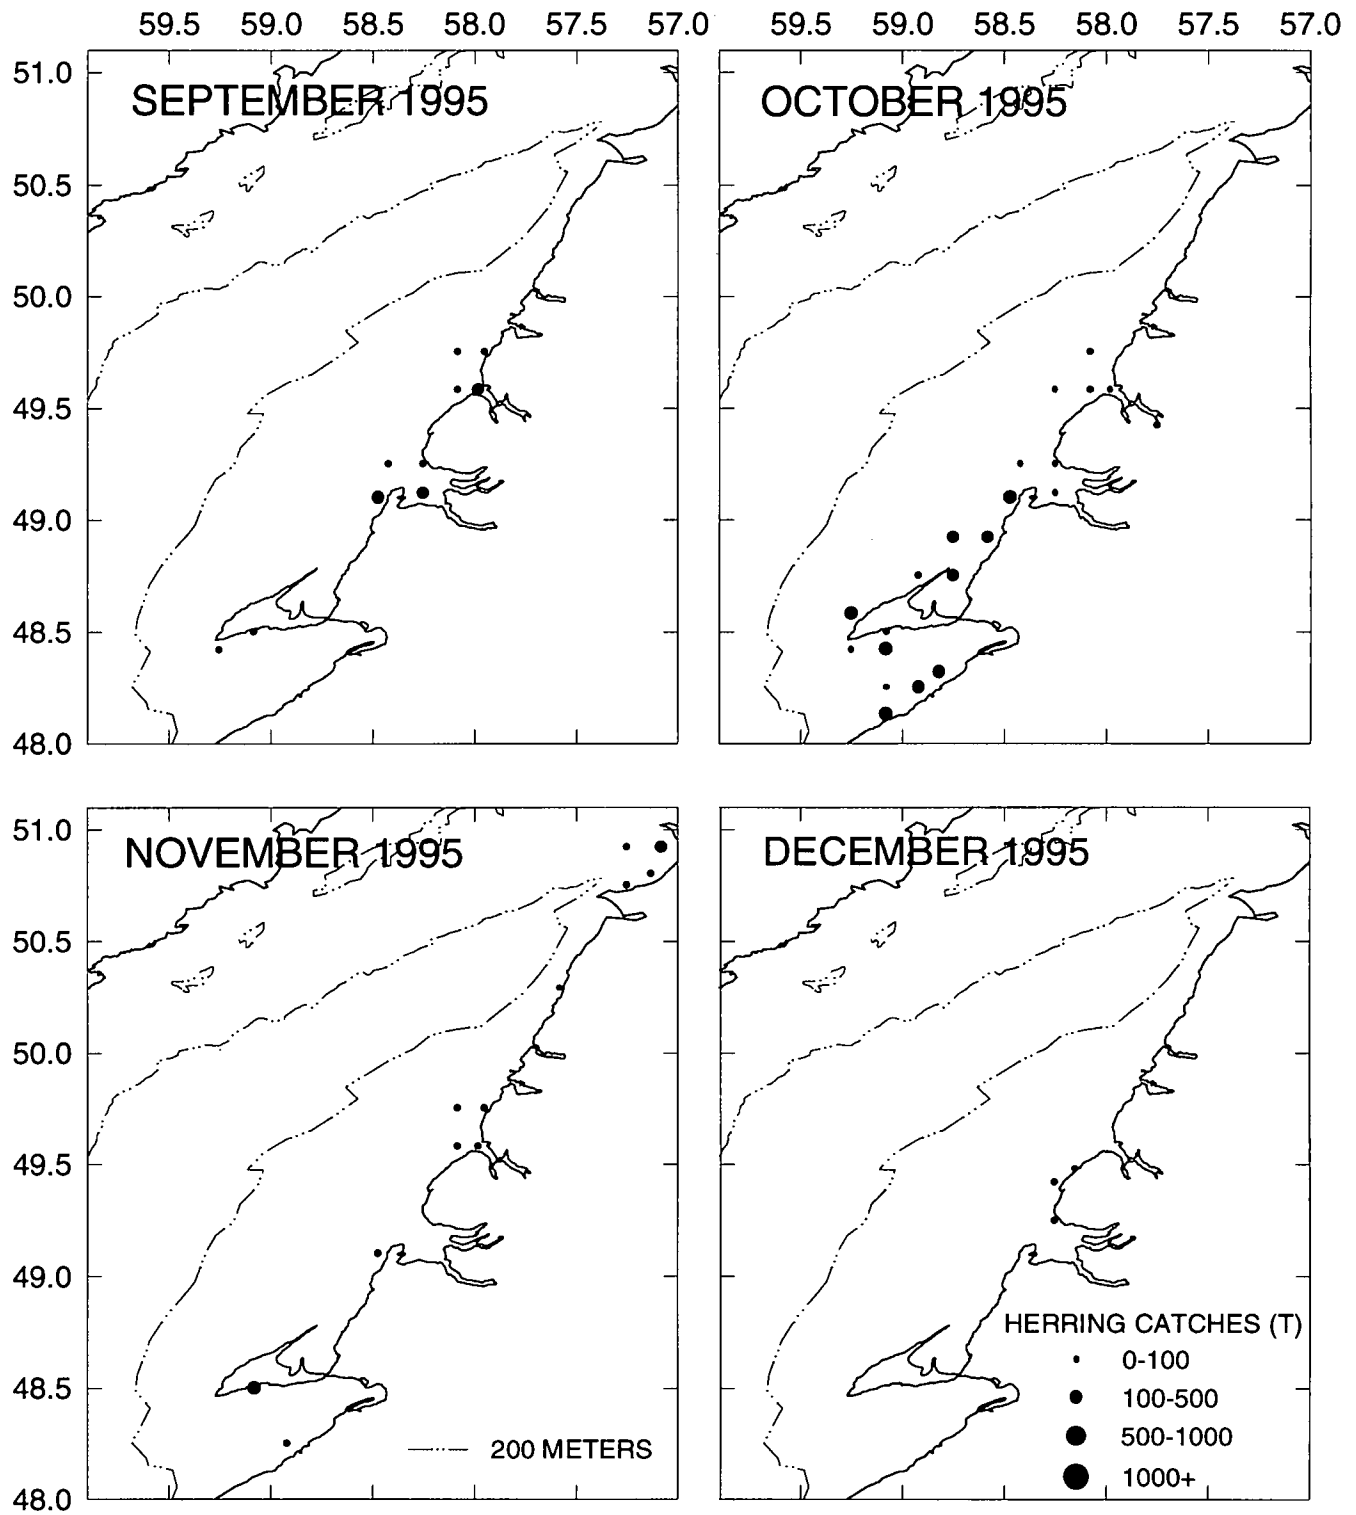 59.5 59.0 58.5 58.0 57.5 57.0 59.5 59.0 58.5 58.0 57.5 57.0
51.0
SEPTEMBER 1995
OCTOBER 1995
50.5
50.0
49.5
49.0
48.5
48.0
51.0
NOVEMBER 1995
DECEMBER 1995
50.5
50.0
49.5
49.0
48.5
48.0
200 METERS
HERRING CATCHES (T)
0-100
100-500
500-1000
1000+